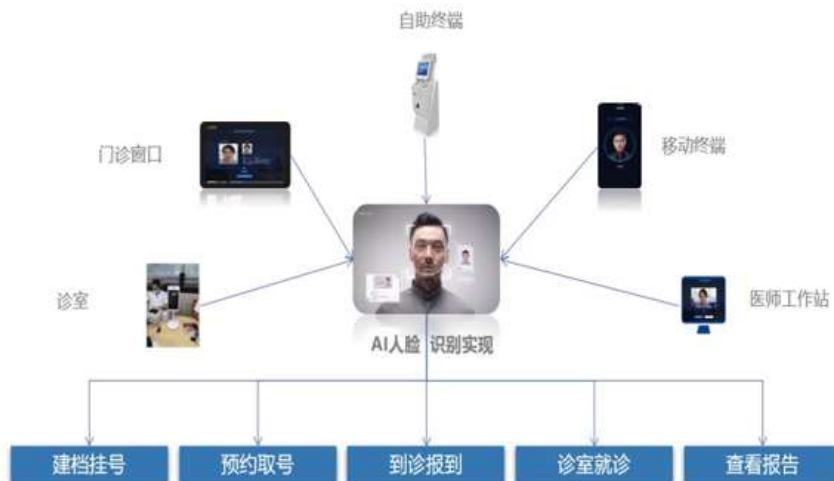 自助终端
门诊窗口
移动终端
诊室
医师工作站
AI人脸 识别实现
建档挂号
预约取号
到诊报到
诊室就诊
查看报告